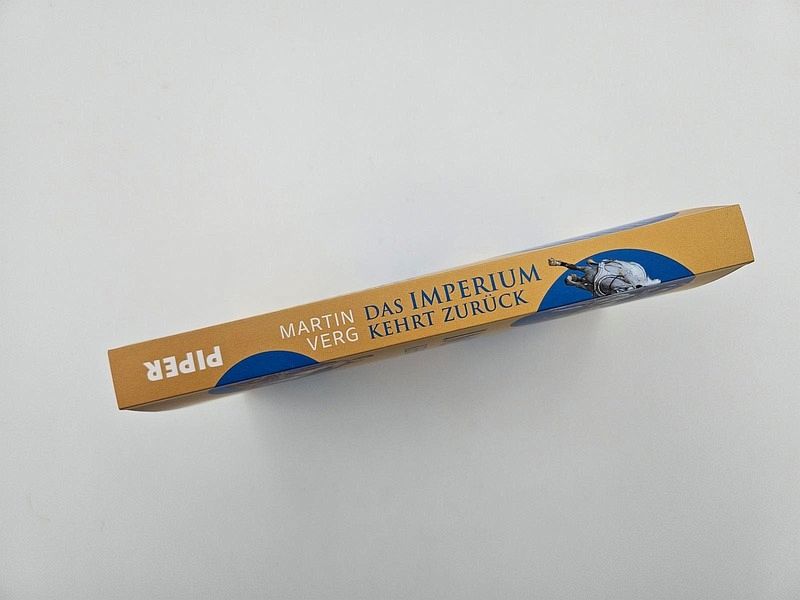 PIPER
MARTIN
VERG
DAS IMPERIUM
KEHRT ZURÜCK